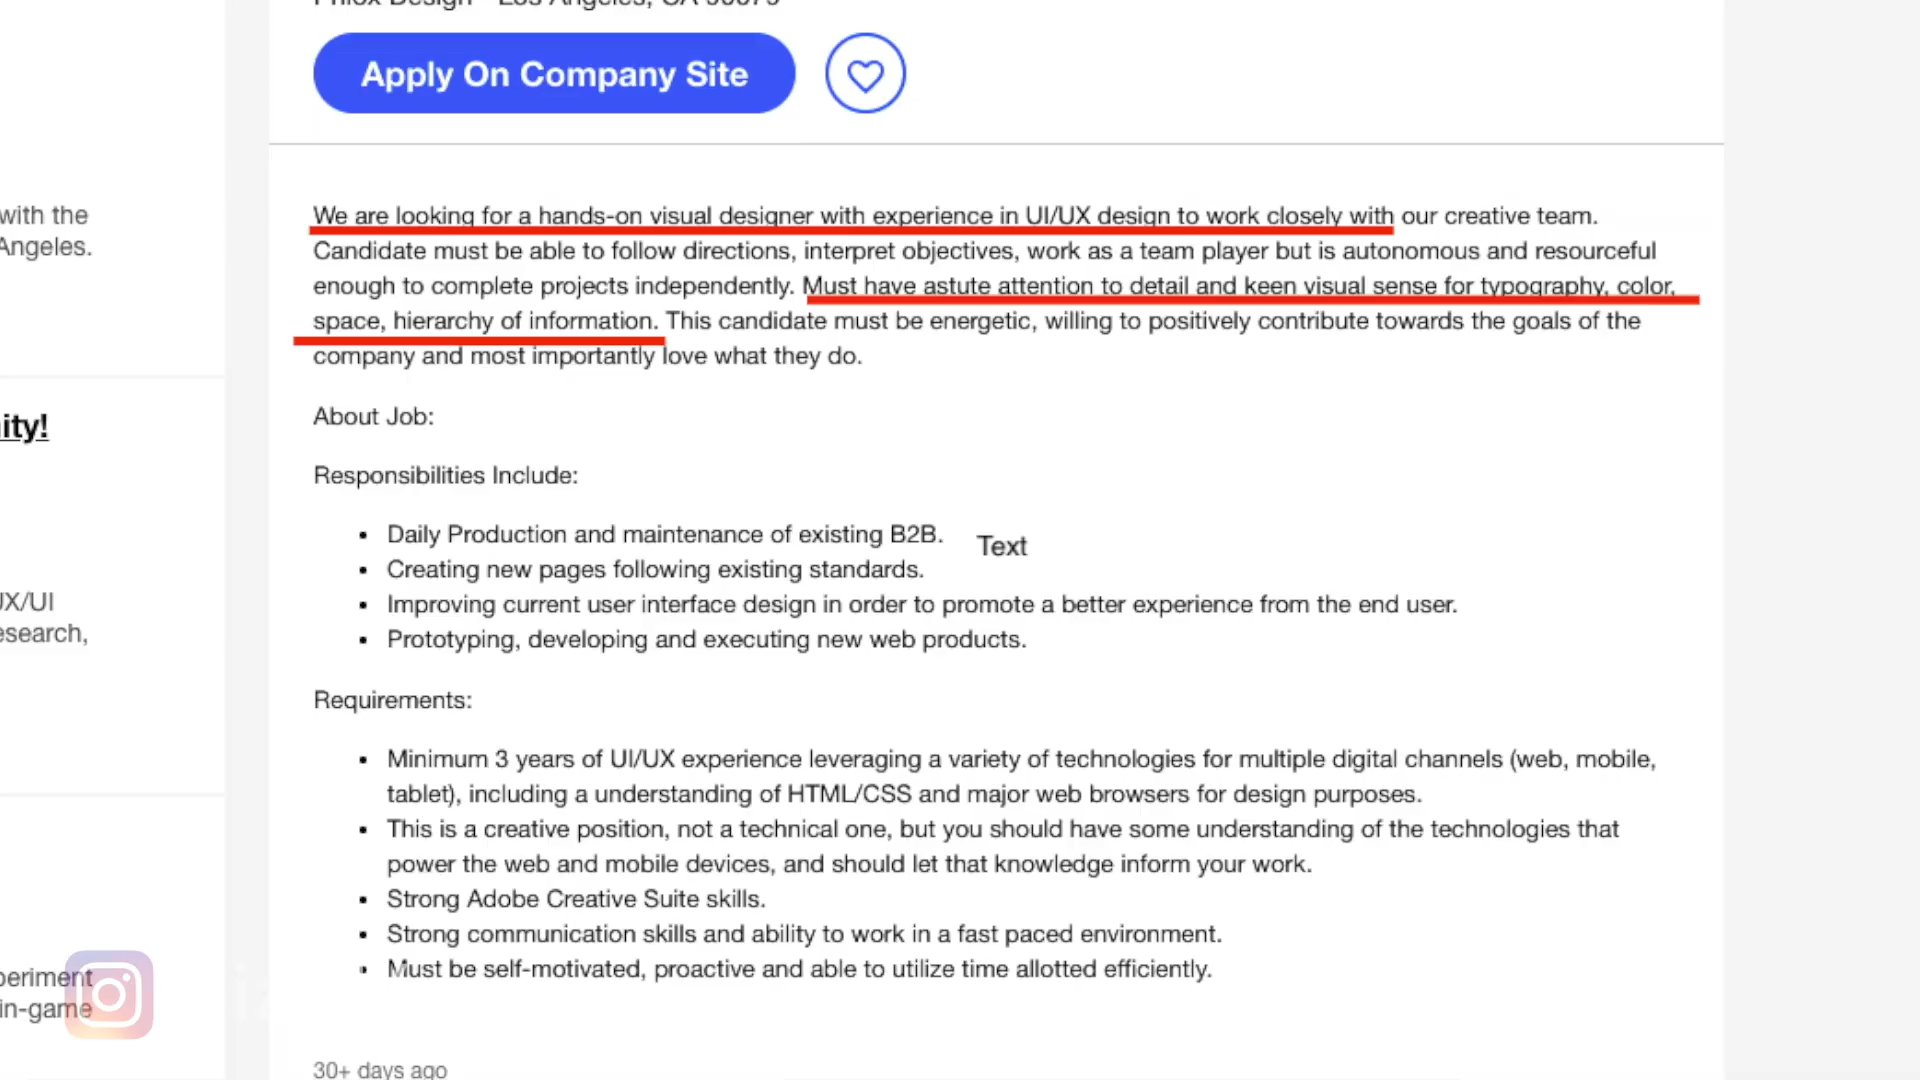 Phlox Design - Los Angeles, CA 90079
Apply On Company Site
with the
Angeles.
We are looking for a hands-on visual designer with experience in UI/UX design to work closely with our creative team.
Candidate must be able to follow directions, interpret objectives, work as a team player but is autonomous and resourceful
enough to complete projects independently. Must have astute attention to detail and keen visual sense for typography, color,
space, hierarchy of information. This candidate must be energetic, willing to positively contribute towards the goals of the
company and most importantly love what they do.
About Job:
ity!
Responsibilities Include:
Daily Production and maintenance of existing B2B.
Text
• Creating new pages following existing standards.
• Improving current user interface design in order to promote a better experience from the end user.
UX/UI
esearch,
• Prototyping, developing and executing new web products.
Requirements:
• Minimum 3 years of UI/UX experience leveraging a variety of technologies for multiple digital channels (web, mobile,
tablet), including a understanding of HTML/CSS and major web browsers for design purposes.
• This is a creative position, not a technical one, but you should have some understanding of the technologies that
power the web and mobile devices, and should let that knowledge inform your work.
• Strong Adobe Creative Suite skills.
• Strong communication skills and ability to work in a fast paced environment.
• Must be self-motivated, proactive and able to utilize time allotted efficiently.
periment
in-game
30+ days ago